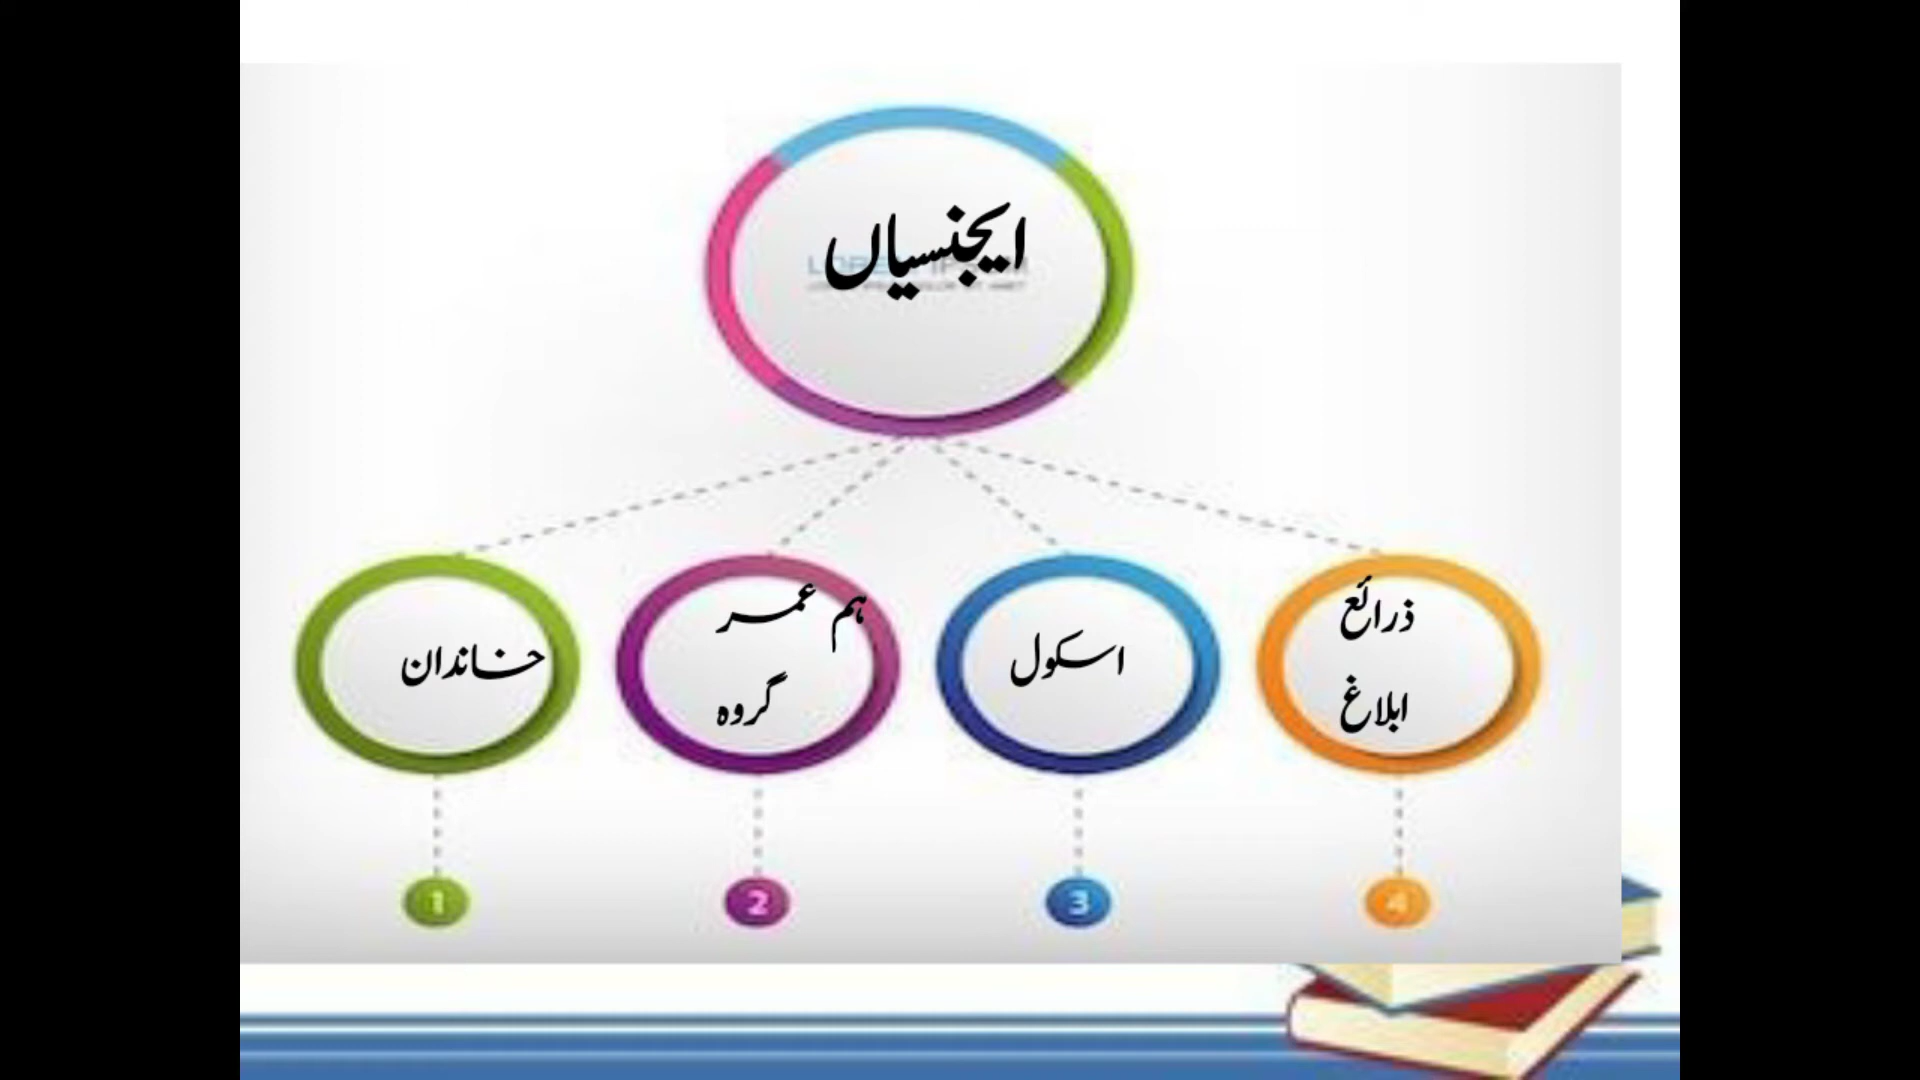 ایجنسیاں
خاندان
ہم عمر
گروہ
اسکول
ذرائع
ابلاغ
1
2
3
4